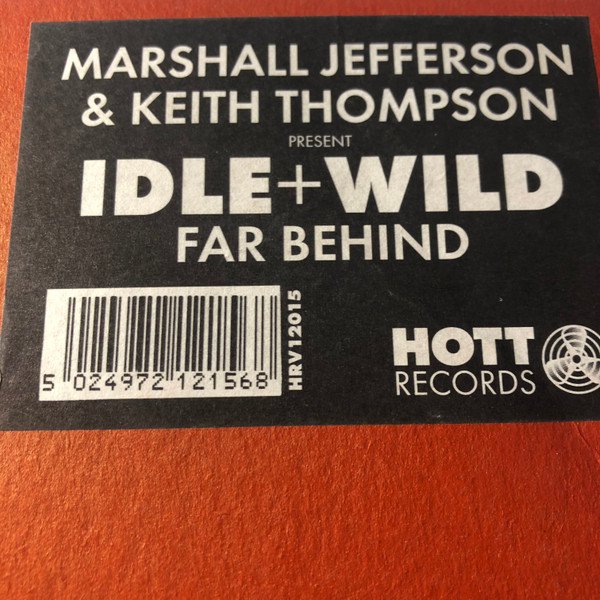 MARSHALL JEFFERSON
& KEITH THOMPSON
PRESENT
IDLE+WILD
FAR BEHIND
5 024972 121568
HRV12015
HOTT
RECORDS